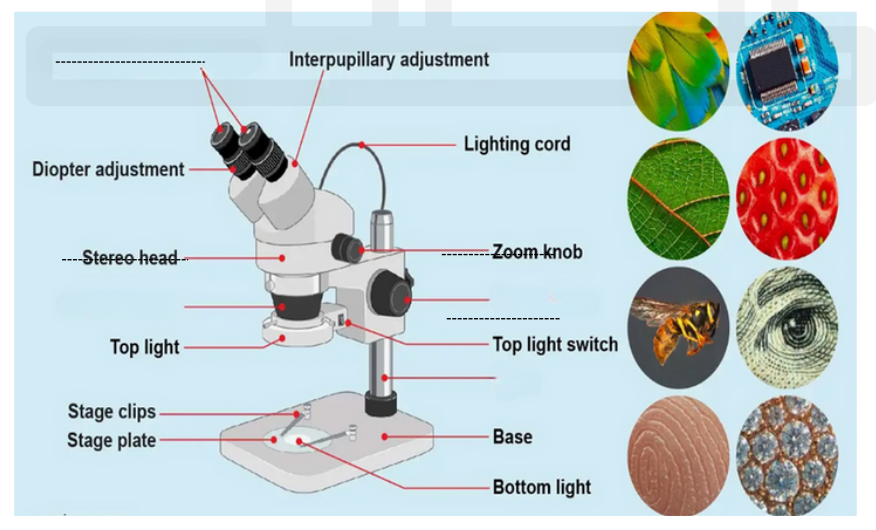 Interpupillary adjustment
Lighting cord
Diopter adjustment
Stereo head
Zoom knob
Top light
Top light switch
Stage clips
Stage plate
Base
Bottom light